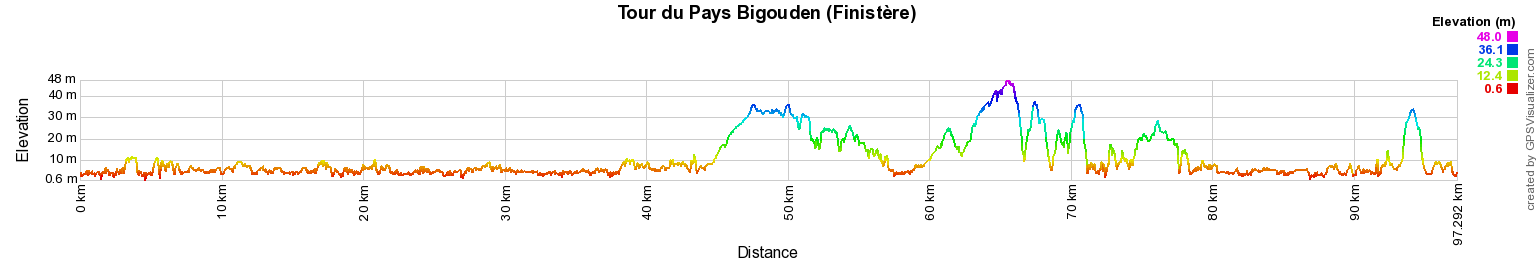 Tour du Pays Bigouden (Finistère)
Elevation (m)
48.0
36.1
24.3
12.4
0.6
48 m
40 m
30 m
20 m
10 m
0.6 m
Elevation
0 km
10 km
20 km
30 km
40 km
50 km
60 km
70 km
80 km
90 km
97.292 km
Distance
created by GPSVisualizer.com